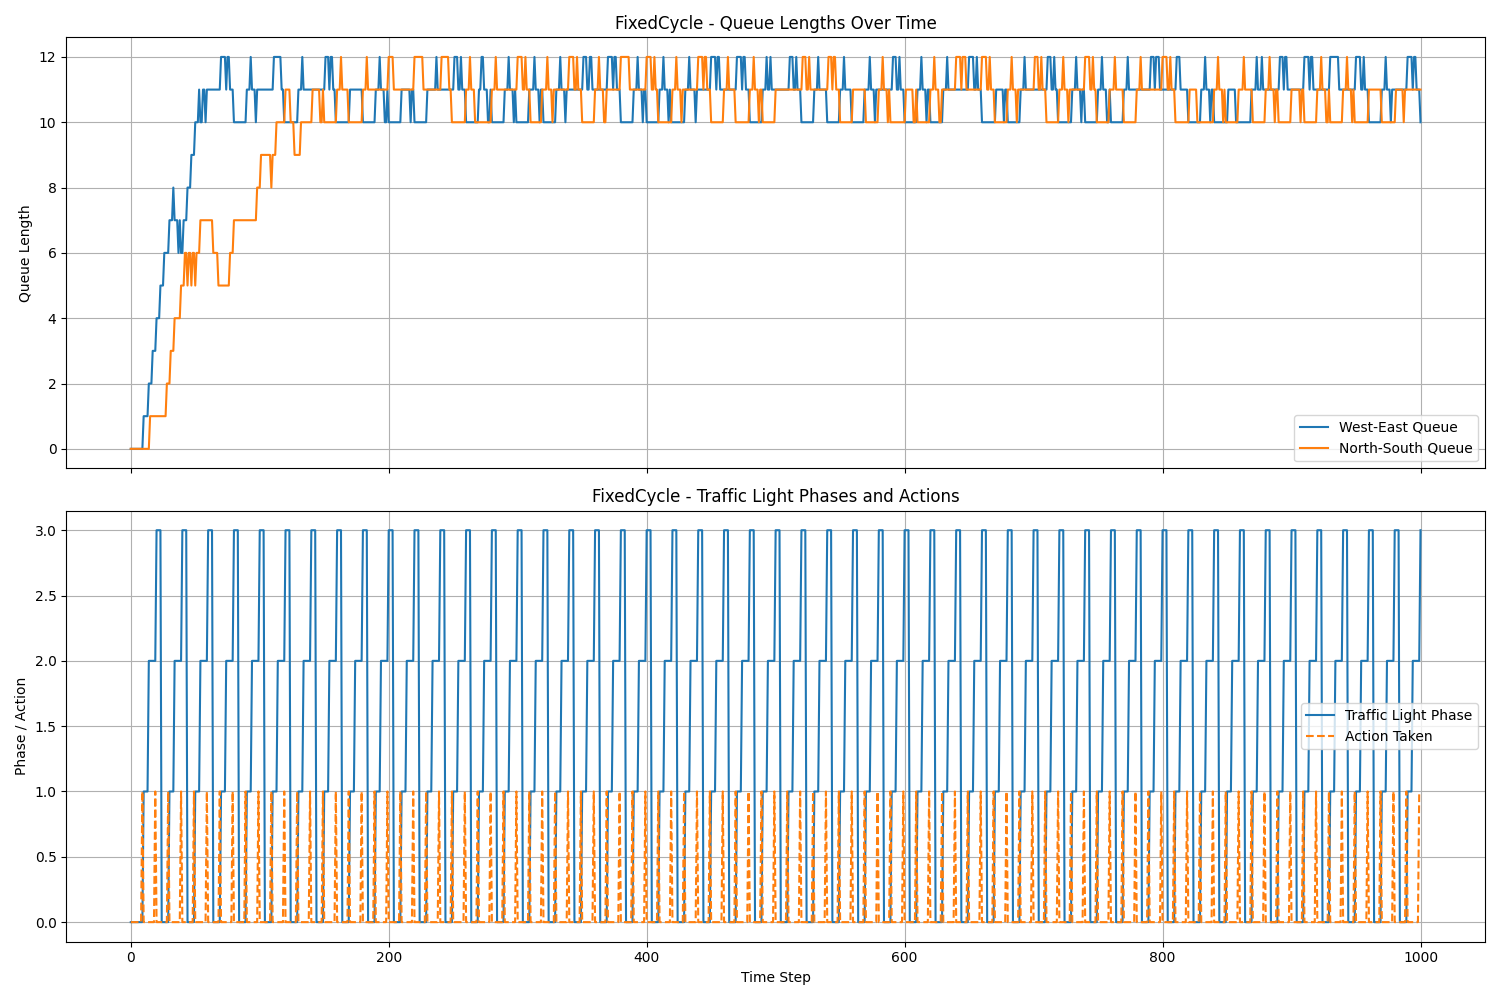 FixedCycle - Queue Lengths Over Time
12
10
8
6
4
2
0
Queue Length
West-East Queue
North-South Queue
FixedCycle - Traffic Light Phases and Actions
3.0
2.5
2.0
1.5
1.0
0.5
0.0
Phase / Action
Traffic Light Phase
Action Taken
0 200 400 600 800 1000
Time Step